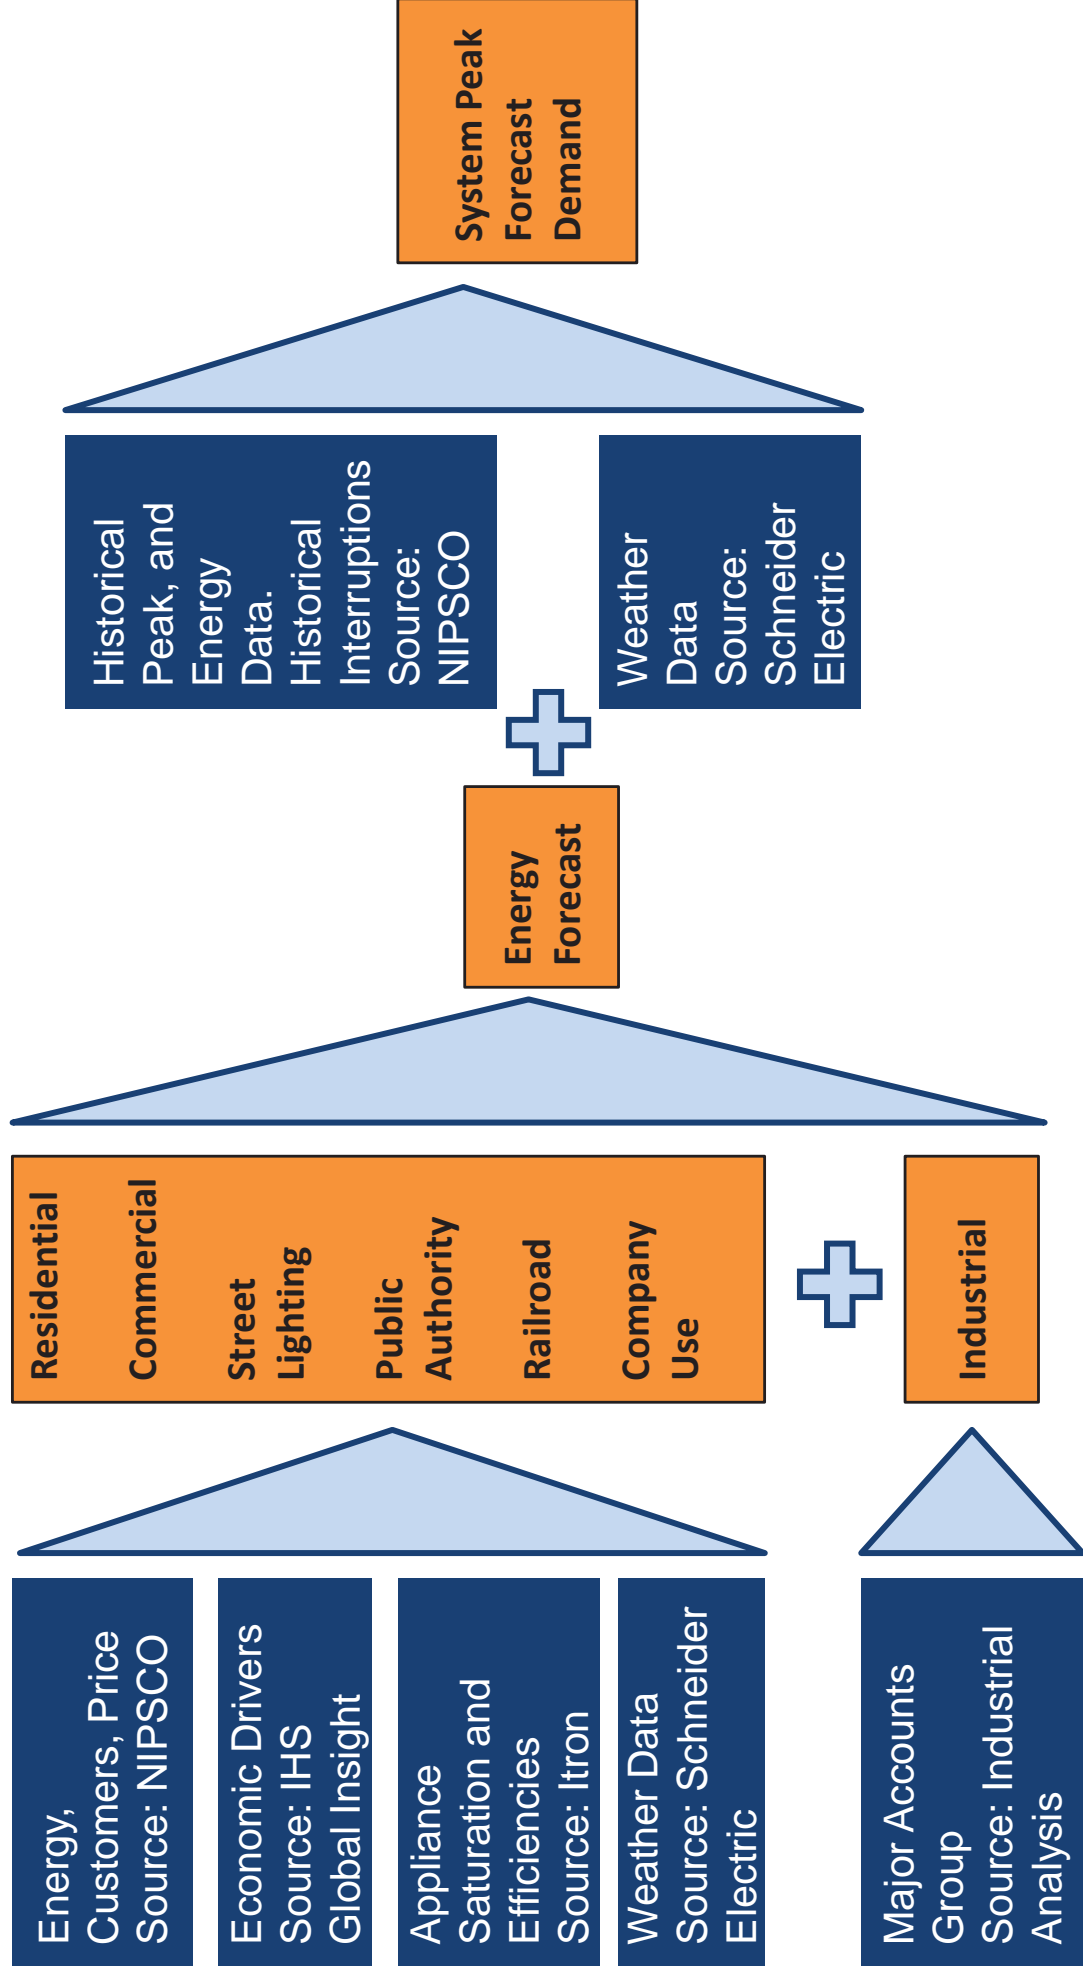 Energy,
Customers, Price
Source: NIPSCO
Economic Drivers
Source: IHS
Global Insight
Appliance
Saturation and
Efficiencies
Source: Itron
Weather Data
Source: Schneider
Electric
Major Accounts
Group
Source: Industrial
Analysis
Residential
Commercial
Street
Lighting
Public
Authority
Railroad
Company
Use
Industrial
Energy
Forecast
Historical
Peak, and
Energy
Data.
Historical
Interruptions
Source:
NIPSCO
Weather
Data
Source:
Schneider
Electric
System Peak
Forecast
Demand